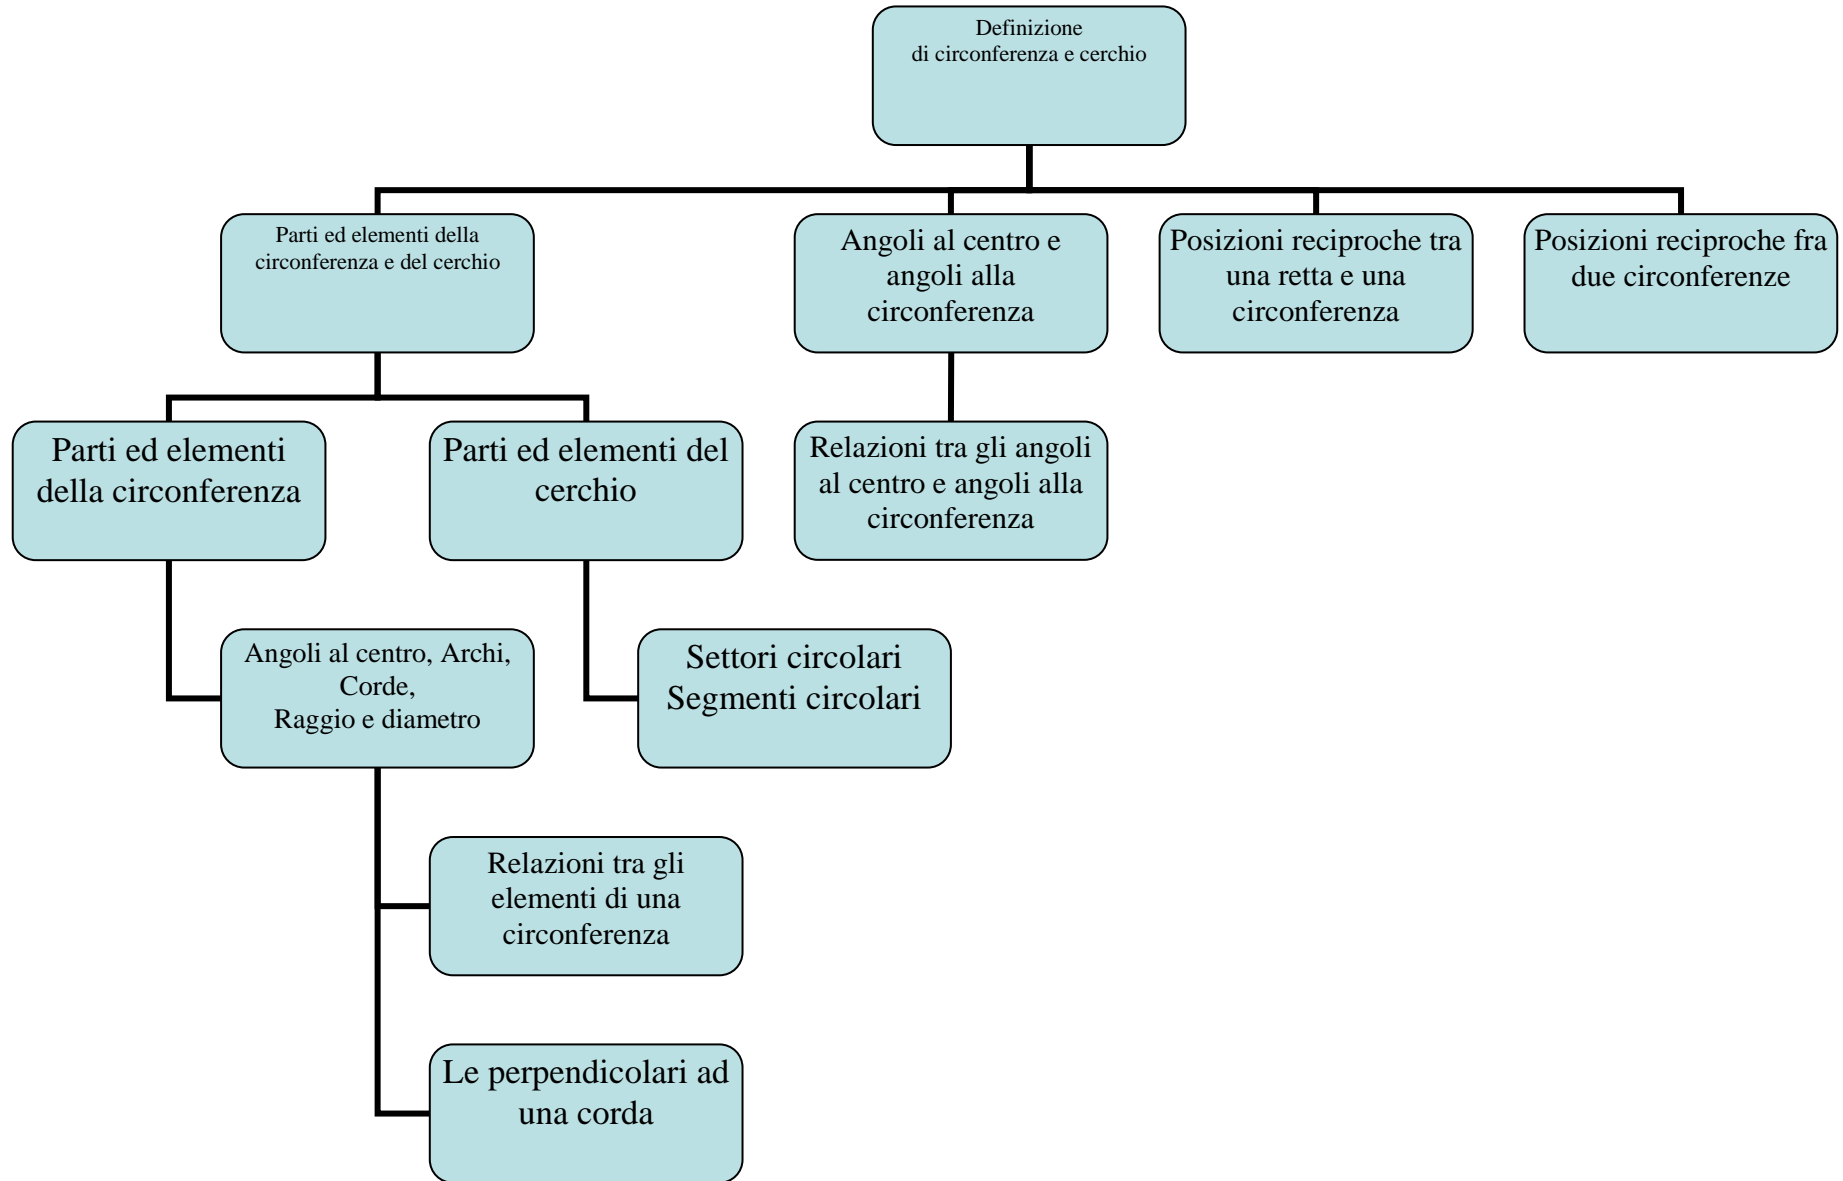 Definizione
di circonferenza e cerchio
Parti ed elementi della
circonferenza e del cerchio
Angoli al centro e
angoli alla
circonferenza
Posizioni reciproche tra
una retta e una
circonferenza
Posizioni reciproche fra
due circonferenze
Parti ed elementi
della circonferenza
Parti ed elementi del
cerchio
Relazioni tra gli angoli
al centro e angoli alla
circonferenza
Angoli al centro, Archi,
Corde,
Raggio e diametro
Settori circolari
Segmenti circolari
Relazioni tra gli
elementi di una
circonferenza
Le perpendicolari ad
una corda